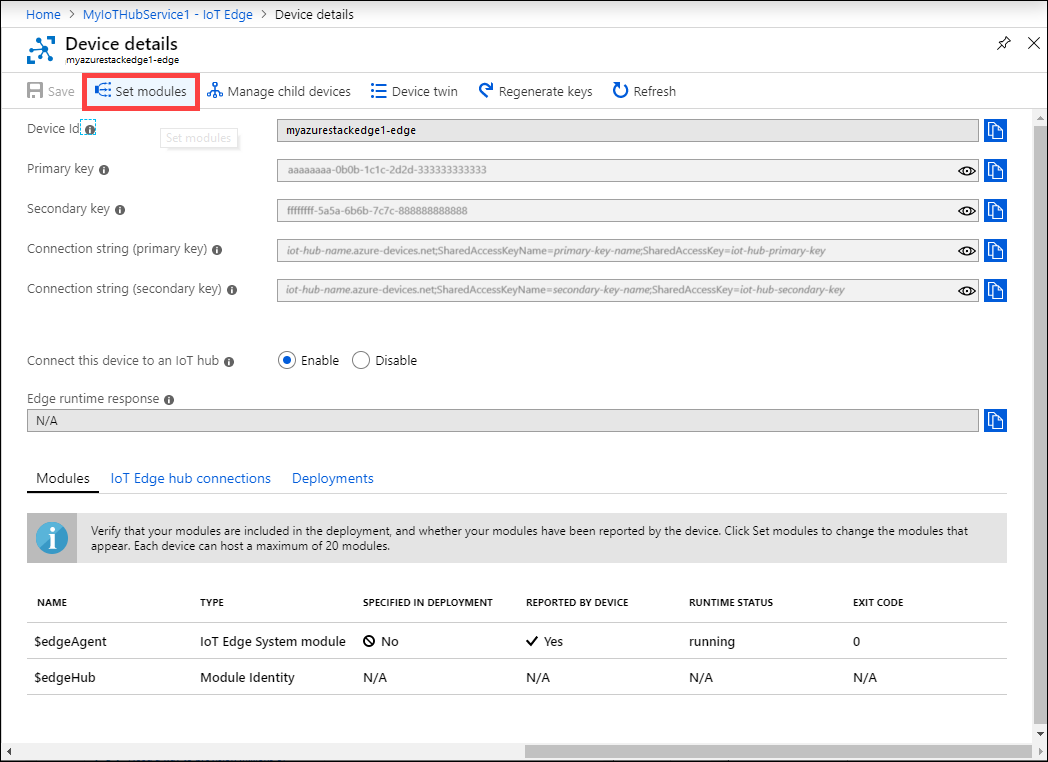 Home > MyIoTHubService1 - IoT Edge > Device details
Device details
myazurestackedge1-edge
Save Set modules Manage child devices Device twin Regenerate keys Refresh
Device Id myazurestackedge1-edge
Set modules
Primary key aaaaaaaa-0b0b-1c1c-2d2d-333333333333
Secondary key ffffffff-5a5a-6b6b-7c7c-888888888888
Connection string (primary key) iot-hub-name.azure-devices.net;SharedAccessKeyName=primary-key-name;SharedAccessKey=iot-hub-primary-key
Connection string (secondary key) iot-hub-name.azure-devices.net;SharedAccessKeyName=secondary-key-name;SharedAccessKey=iot-hub-secondary-key
Connect this device to an IoT hub Enable Disable
Edge runtime response
N/A
Modules IoT Edge hub connections Deployments
Verify that your modules are included in the deployment, and whether your modules have been reported by the device. Click Set modules to change the modules that
appear. Each device can host a maximum of 20 modules.
NAME TYPE SPECIFIED IN DEPLOYMENT REPORTED BY DEVICE RUNTIME STATUS EXIT CODE
$edgeAgent IoT Edge System module No Yes running 0
$edgeHub Module Identity N/A N/A N/A N/A